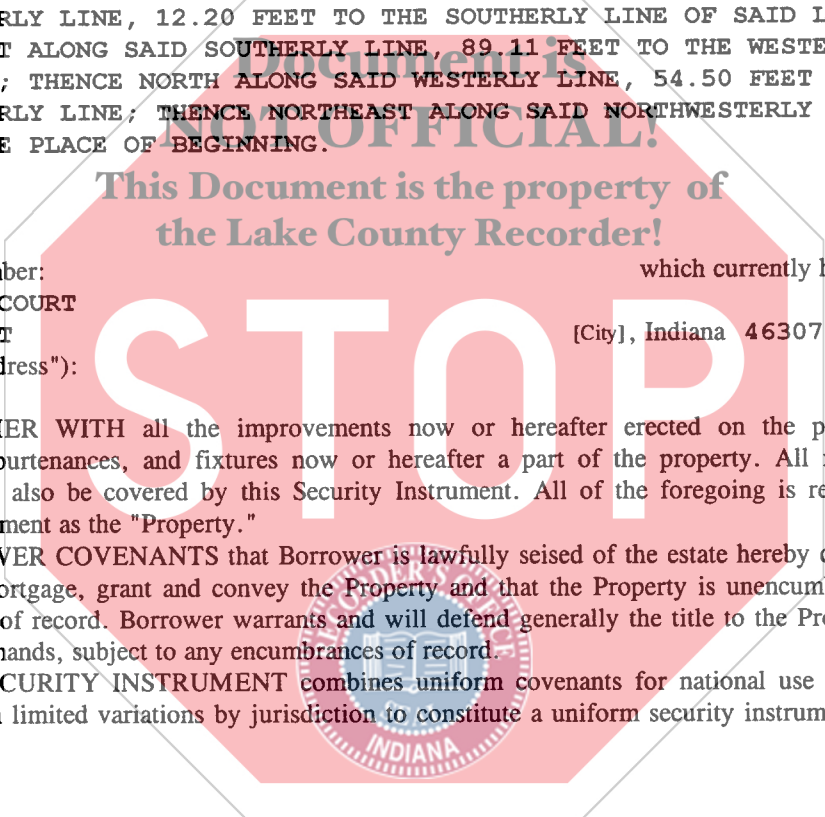 RLY LINE, 12.20 FEET TO THE SOUTHERLY LINE OF SAID L
T ALONG SAID SOUTHERLY LINE, 89.11 FEET TO THE WESTE
; THENCE NORTH ALONG SAID WESTERLY LINE, 54.50 FEET
RLY LINE; THENCE NORTHEAST ALONG SAID NORTHWESTERLY
E PLACE OF BEGINNING.
Document is
NOT OFFICIAL!
This Document is the property of
the Lake County Recorder!
ber: which currently h
COURT
T [City], Indiana 46307
dress"):
STOP
ER WITH all the improvements now or hereafter erected on the p
purtenances, and fixtures now or hereafter a part of the property. All
also be covered by this Security Instrument. All of the foregoing is re
ment as the "Property."
VER COVENANTS that Borrower is lawfully seised of the estate hereby
ortgage, grant and convey the Property and that the Property is unencum
of record. Borrower warrants and will defend generally the title to the Pro
ands, subject to any encumbrances of record.
CURITY INSTRUMENT combines uniform covenants for national use
limited variations by jurisdiction to constitute a uniform security instrum
RECORDER'S OFFICE
INDIANA